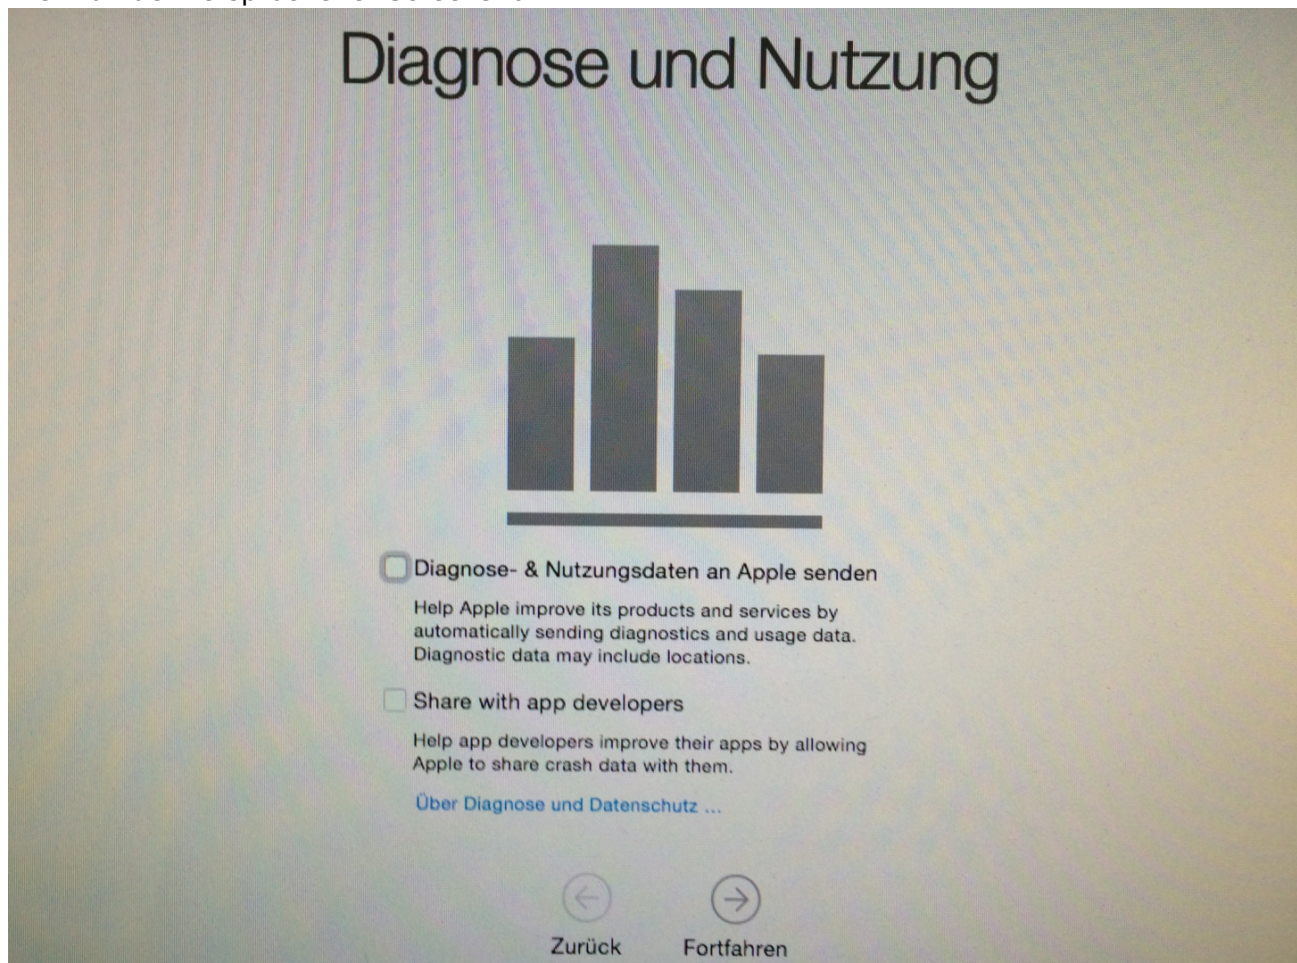 Diagnose und Nutzung
Diagnose- & Nutzungsdaten an Apple senden
Help Apple improve its products and services by
automatically sending diagnostics and usage data.
Diagnostic data may include locations.
Share with app developers
Help app developers improve their apps by allowing
Apple to share crash data with them.
Über Diagnose und Datenschutz ...
Zurück
Fortfahren